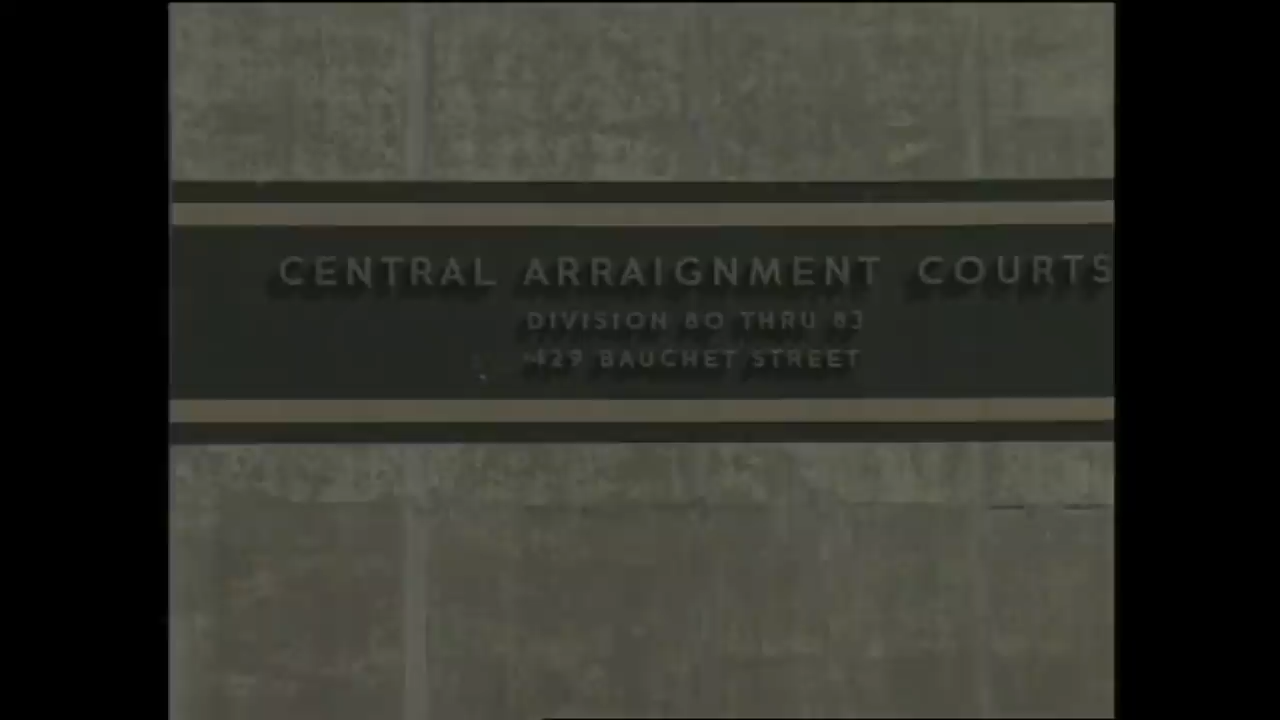 CENTRAL ARRAIGNMENT COURTS
DIVISION 80 THRU 83
429 BAUCHET STREET